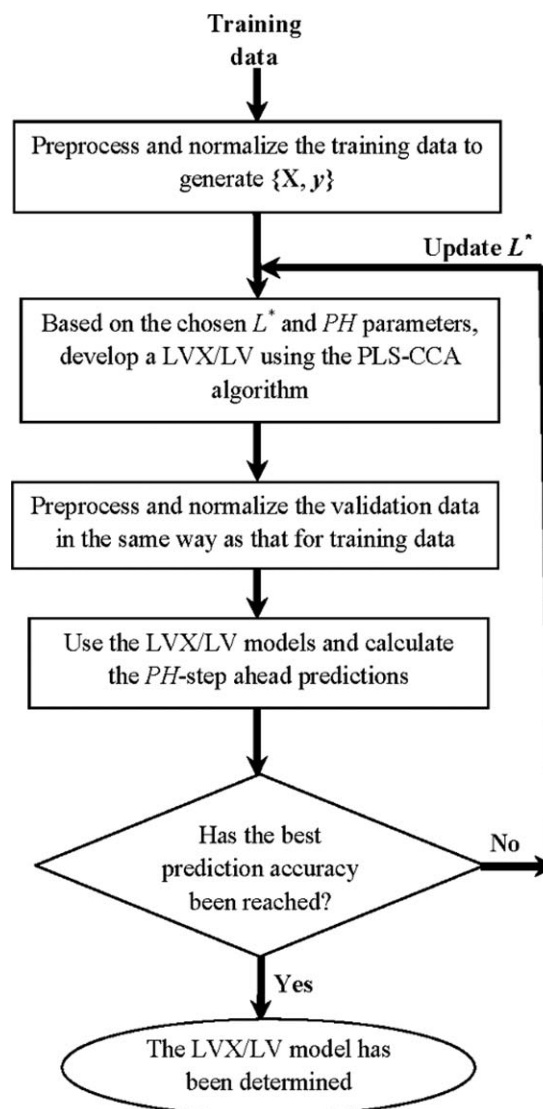 Training
data
Preprocess and normalize the training data to
generate {X, y}
Update L*
Based on the chosen L* and PH parameters,
develop a LVX/LV using the PLS-CCA
algorithm
Preprocess and normalize the validation data
in the same way as that for training data
Use the LVX/LV models and calculate
the PH-step ahead predictions
Has the best
prediction accuracy
been reached?
No
Yes
The LVX/LV model has
been determined